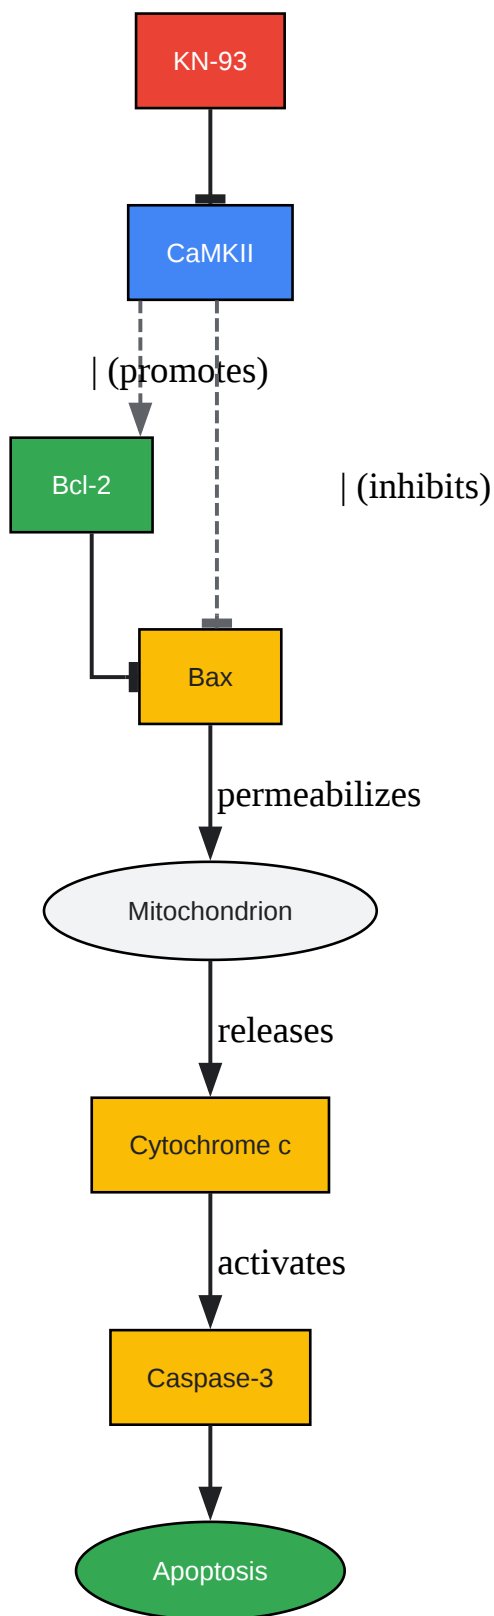 KN-93
CaMKII
| (promotes)
Bcl-2
| (inhibits)
Bax
permeabilizes
Mitochondrion
releases
Cytochrome c
activates
Caspase-3
Apoptosis